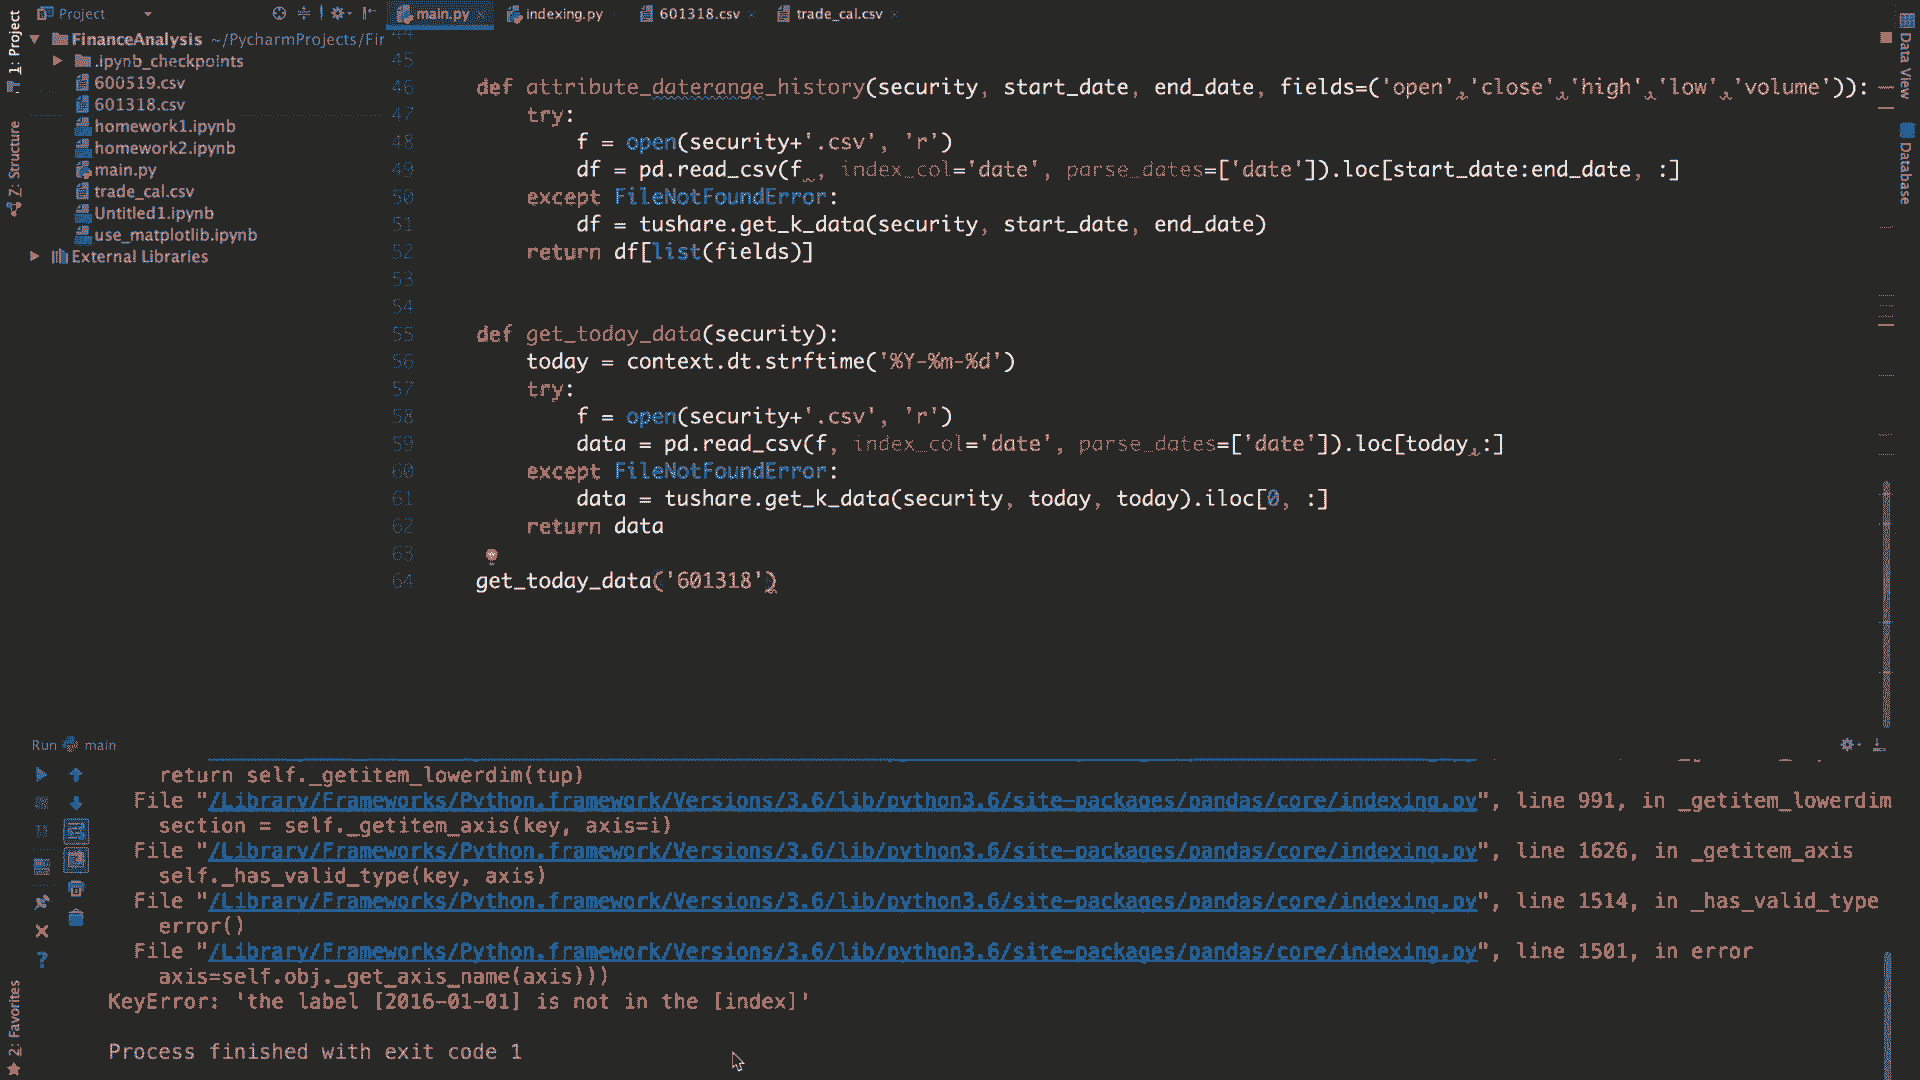 1: Project
Z: Structure
2: Favorites
Project
FinanceAnalysis ~/PycharmProjects/Fir
.ipynb_checkpoints
600519.csv
601318.csv
homework1.ipynb
homework2.ipynb
main.py
trade_cal.csv
Untitled1.ipynb
use_matplotlib.ipynb
External Libraries
main.py indexing.py 601318.csv trade_cal.csv
44
45
46 def attribute_daterange_history(security, start_date, end_date, fields=('open','close','high','low','volume')):
47 try:
48 f = open(security+'.csv', 'r')
49 df = pd.read_csv(f , index_col='date', parse_dates=['date']).loc[start_date:end_date, :]
50 except FileNotFoundError:
51 df = tushare.get_k_data(security, start_date, end_date)
52 return df[list(fields)]
53
54
55 def get_today_data(security):
56 today = context.dt.strftime('%Y-%m-%d')
57 try:
58 f = open(security+'.csv', 'r')
59 data = pd.read_csv(f, index_col='date', parse_dates=['date']).loc[today,:]
60 except FileNotFoundError:
61 data = tushare.get_k_data(security, today, today).iloc[0, :]
62 return data
63
64 get_today_data('601318')
Data View
Database
Run main
return self._getitem_lowerdim(tup)
File "/Library/Frameworks/Python.framework/Versions/3.6/lib/python3.6/site-packages/pandas/core/indexing.py", line 991, in _getitem_lowerdim
section = self._getitem_axis(key, axis=i)
File "/Library/Frameworks/Python.framework/Versions/3.6/lib/python3.6/site-packages/pandas/core/indexing.py", line 1626, in _getitem_axis
self._has_valid_type(key, axis)
File "/Library/Frameworks/Python.framework/Versions/3.6/lib/python3.6/site-packages/pandas/core/indexing.py", line 1514, in _has_valid_type
error()
File "/Library/Frameworks/Python.framework/Versions/3.6/lib/python3.6/site-packages/pandas/core/indexing.py", line 1501, in error
axis=self.obj._get_axis_name(axis)))
KeyError: 'the label [2016-01-01] is not in the [index]'
Process finished with exit code 1